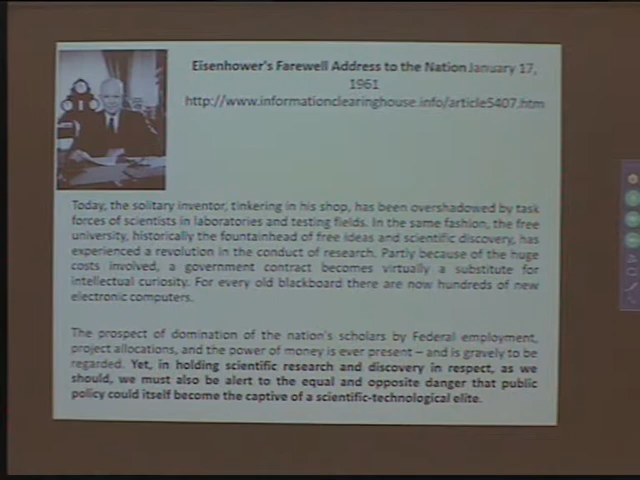 Eisenhower's Farewell Address to the Nation January 17,
1961
http://www.informationclearinghouse.info/article5407.htm
Today, the solitary inventor, tinkering in his shop, has been overshadowed by task
forces of scientists in laboratories and testing fields. In the same fashion, the free
university, historically the fountainhead of free ideas and scientific discovery, has
experienced a revolution in the conduct of research. Partly because of the huge
costs involved, a government contract becomes virtually a substitute for
intellectual curiosity. For every old blackboard there are now hundreds of new
electronic computers.
The prospect of domination of the nation's scholars by Federal employment,
project allocations, and the power of money is ever present – and is gravely to be
regarded. Yet, in holding scientific research and discovery in respect, as we
should, we must also be alert to the equal and opposite danger that public
policy could itself become the captive of a scientific-technological elite.